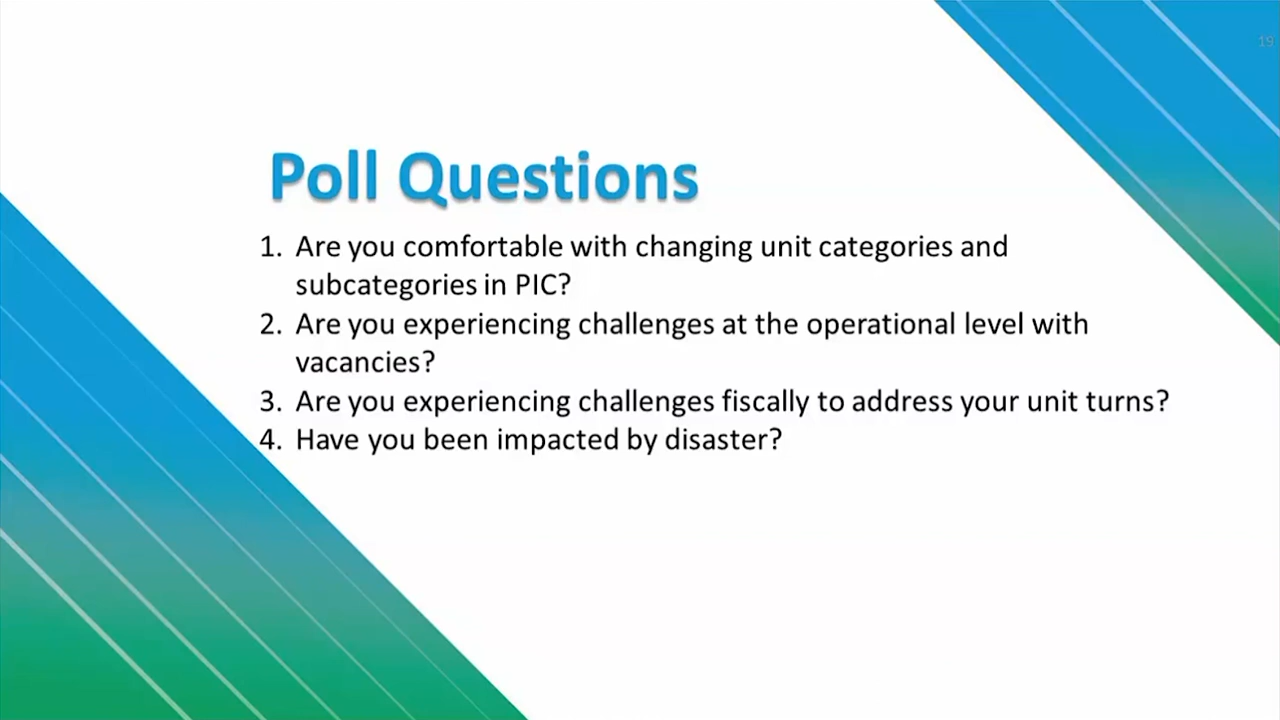 19
Poll Questions
1. Are you comfortable with changing unit categories and
subcategories in PIC?
2. Are you experiencing challenges at the operational level with
vacancies?
3. Are you experiencing challenges fiscally to address your unit turns?
4. Have you been impacted by disaster?